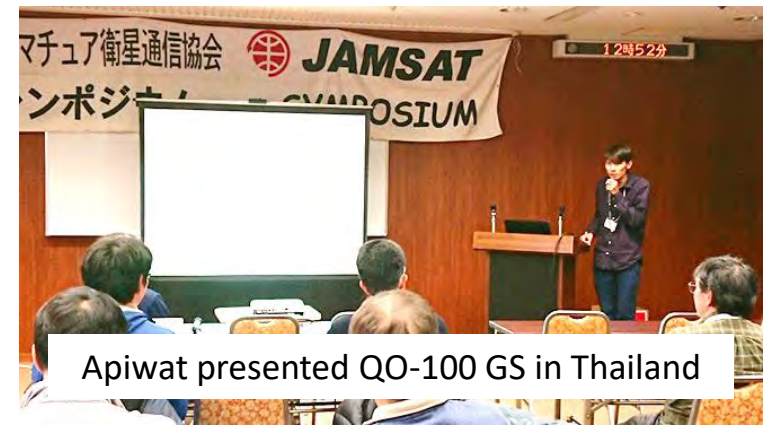 マチュア衛星通信協会
JAMSAT
12時52分
ンポジウム
SYMPOSIUM
Apiwat presented QO-100 GS in Thailand